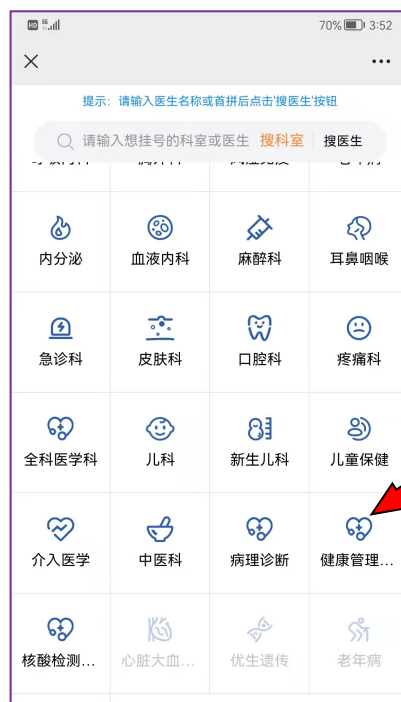 HD 5G 70% 3:52
提示：请输入医生名称或首拼后点击'搜医生'按钮
请输入想挂号的科室或医生 搜科室 搜医生
内分泌 血液内科 麻醉科 耳鼻咽喉
急诊科 皮肤科 口腔科 疼痛科
全科医学科 儿科 新生儿科 儿童保健
介入医学 中医科 病理诊断 健康管理...
核酸检测... 心脏大血... 优生遗传 老年病